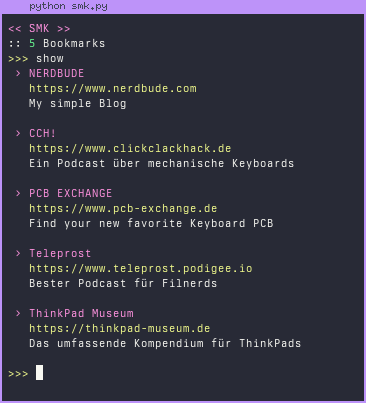 python smk.py
<< SMK >>
:: 5 Bookmarks
>>> show
> NERDBUDE
https://www.nerdbude.com
My simple Blog
> CCH!
https://www.clickclackhack.de
Ein Podcast über mechanische Keyboards
> PCB EXCHANGE
https://www.pcb-exchange.de
Find your new favorite Keyboard PCB
> Teleprost
https://www.teleprost.podigee.io
Bester Podcast für Filnerds
> ThinkPad Museum
https://thinkpad-museum.de
Das umfassende Kompendium für ThinkPads
>>>